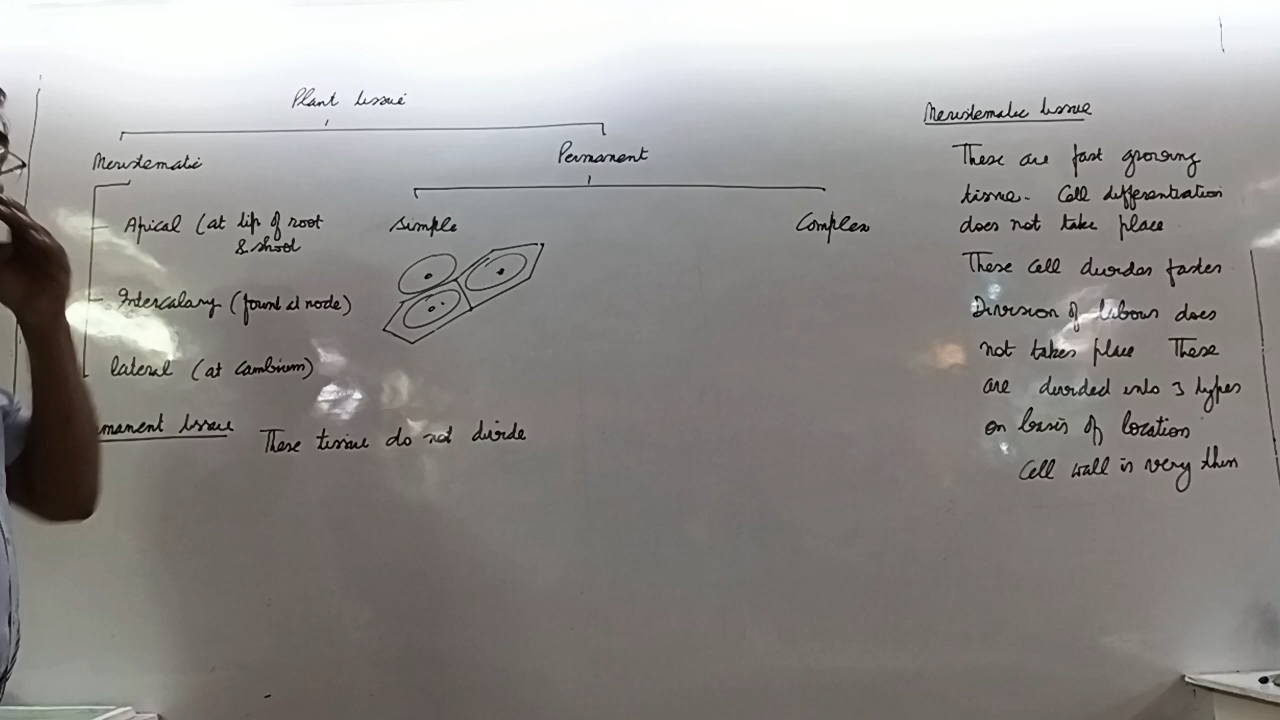 Plant tissue
Meristematic
Permanent
Apical (at tip of root
& shoot
Intercalary (found at node)
lateral (at cambium)
Simple
Complex
manent tissue
These tissue do not divide
Meristematic tissue
These are fast growing
tissue. Cell differentiation
does not take place
These cell divides faster
Division of labour does
not takes place These
are divided into 3 types
on basis of location
Cell wall is very thin